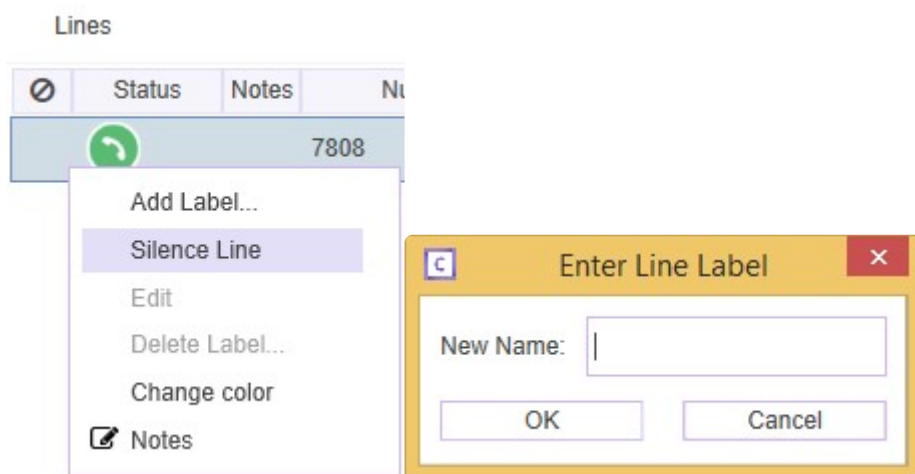 Lines
Status Notes Nu
7808
Add Label...
Silence Line
Edit
Delete Label...
Change color
Notes
C
Enter Line Label
New Name:
OK Cancel